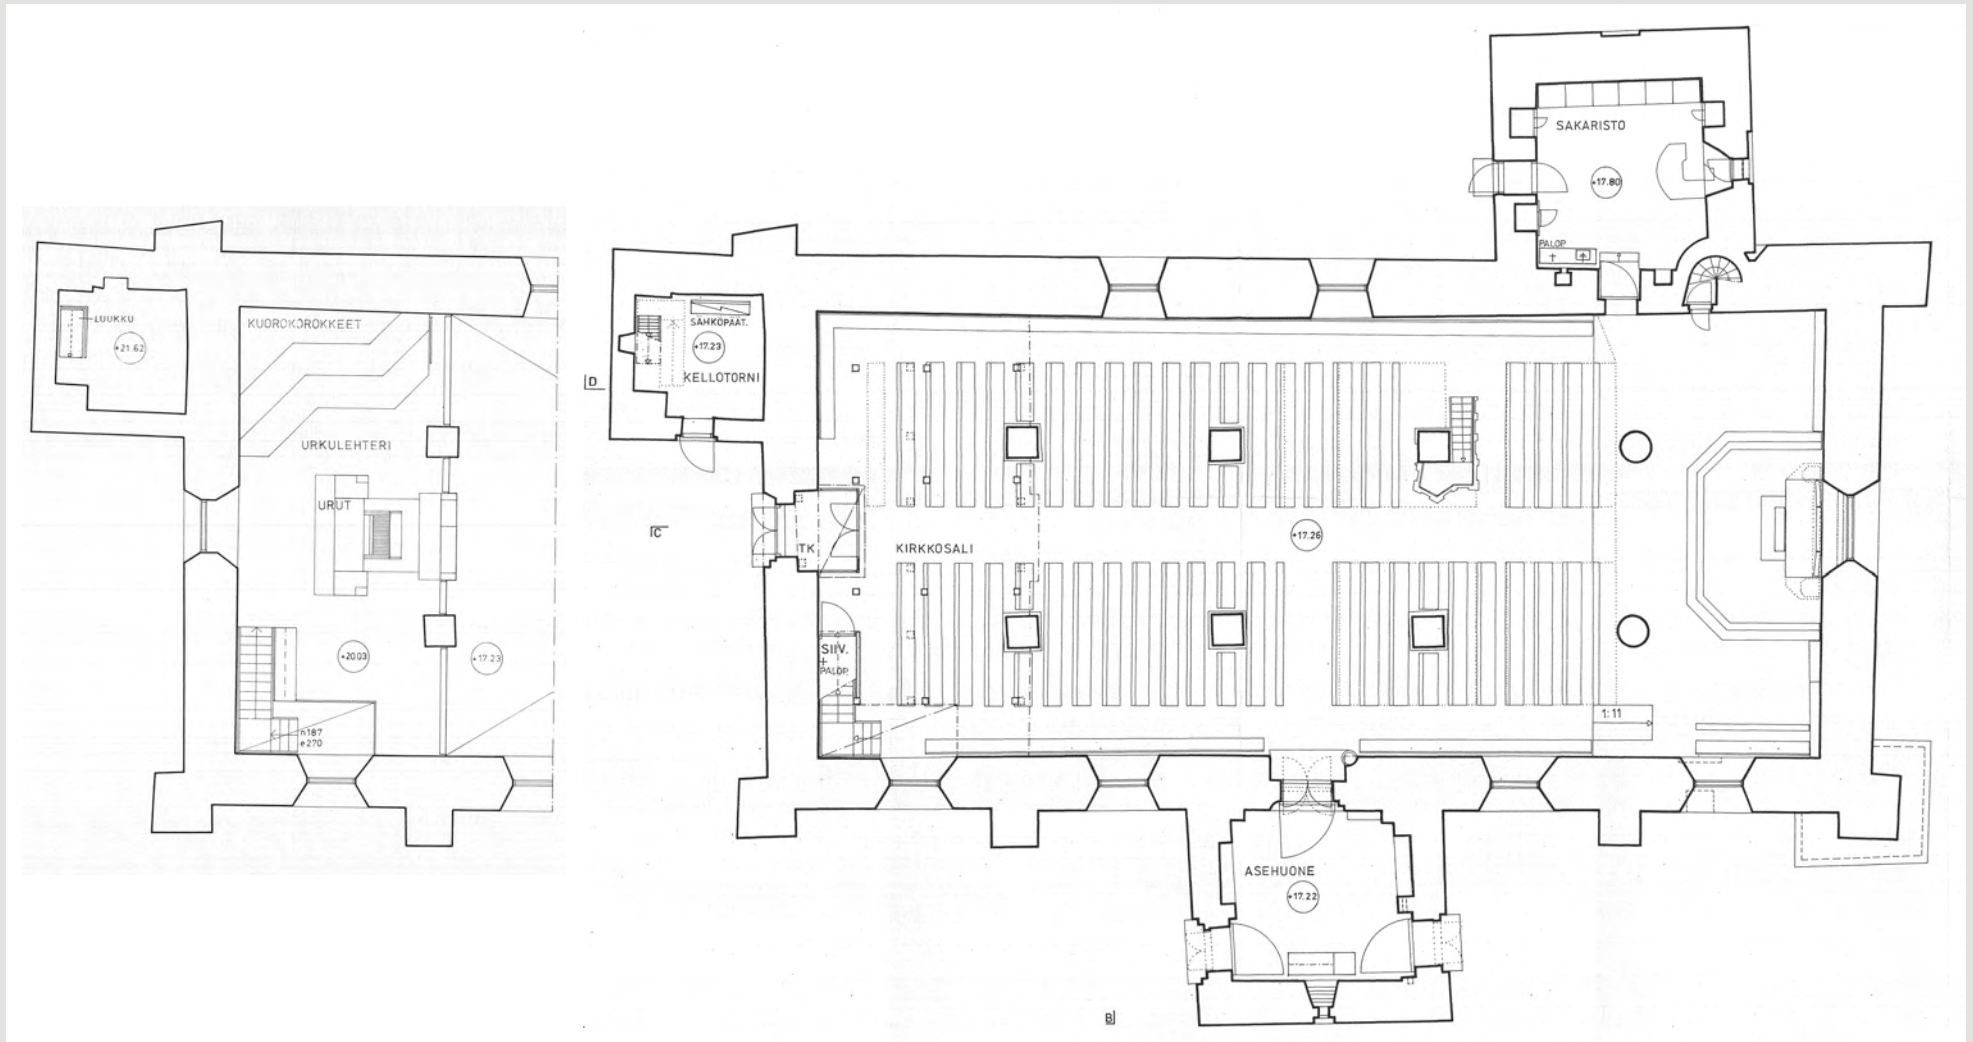 KUOROKOROKKEET
LUUKKU
+21.62
URKULEHTERI
URUT
+20.03
+17.23
h187
e270
SAKARISTO
+17.80
PALOP
SÄHKÖPÄÄT.
+17.23
KELLOTORNI
D
C
TK
KIRKKOSALI
+17.26
SIIV.
+
PALOP.
1:11
ASEHUONE
+17.22
B